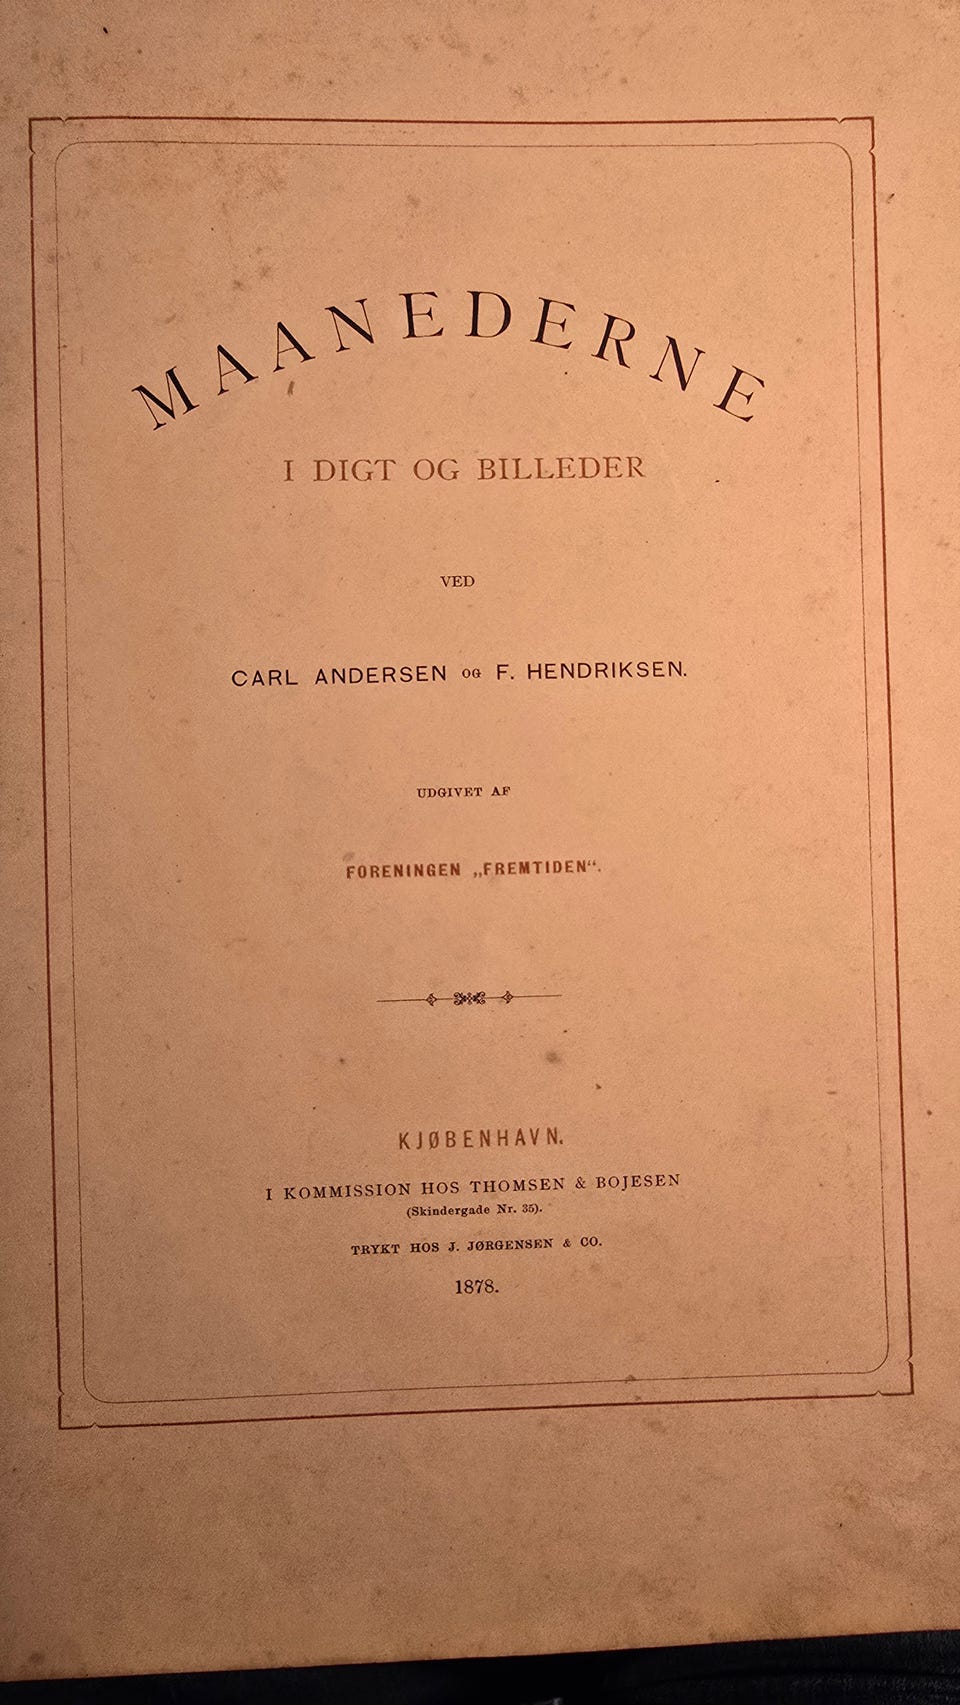 MAANEDERNE
I DIGT OG BILLEDER
VED
CARL ANDERSEN OG F. HENDRIKSEN.
UDGIVET AF
FORENINGEN „FREMTIDEN“.
KJØBENHAVN.
I KOMMISSION HOS THOMSEN & BOJESEN
(Skindergade Nr. 35).
TRYKT HOS J. JØRGENSEN & CO.
1878.